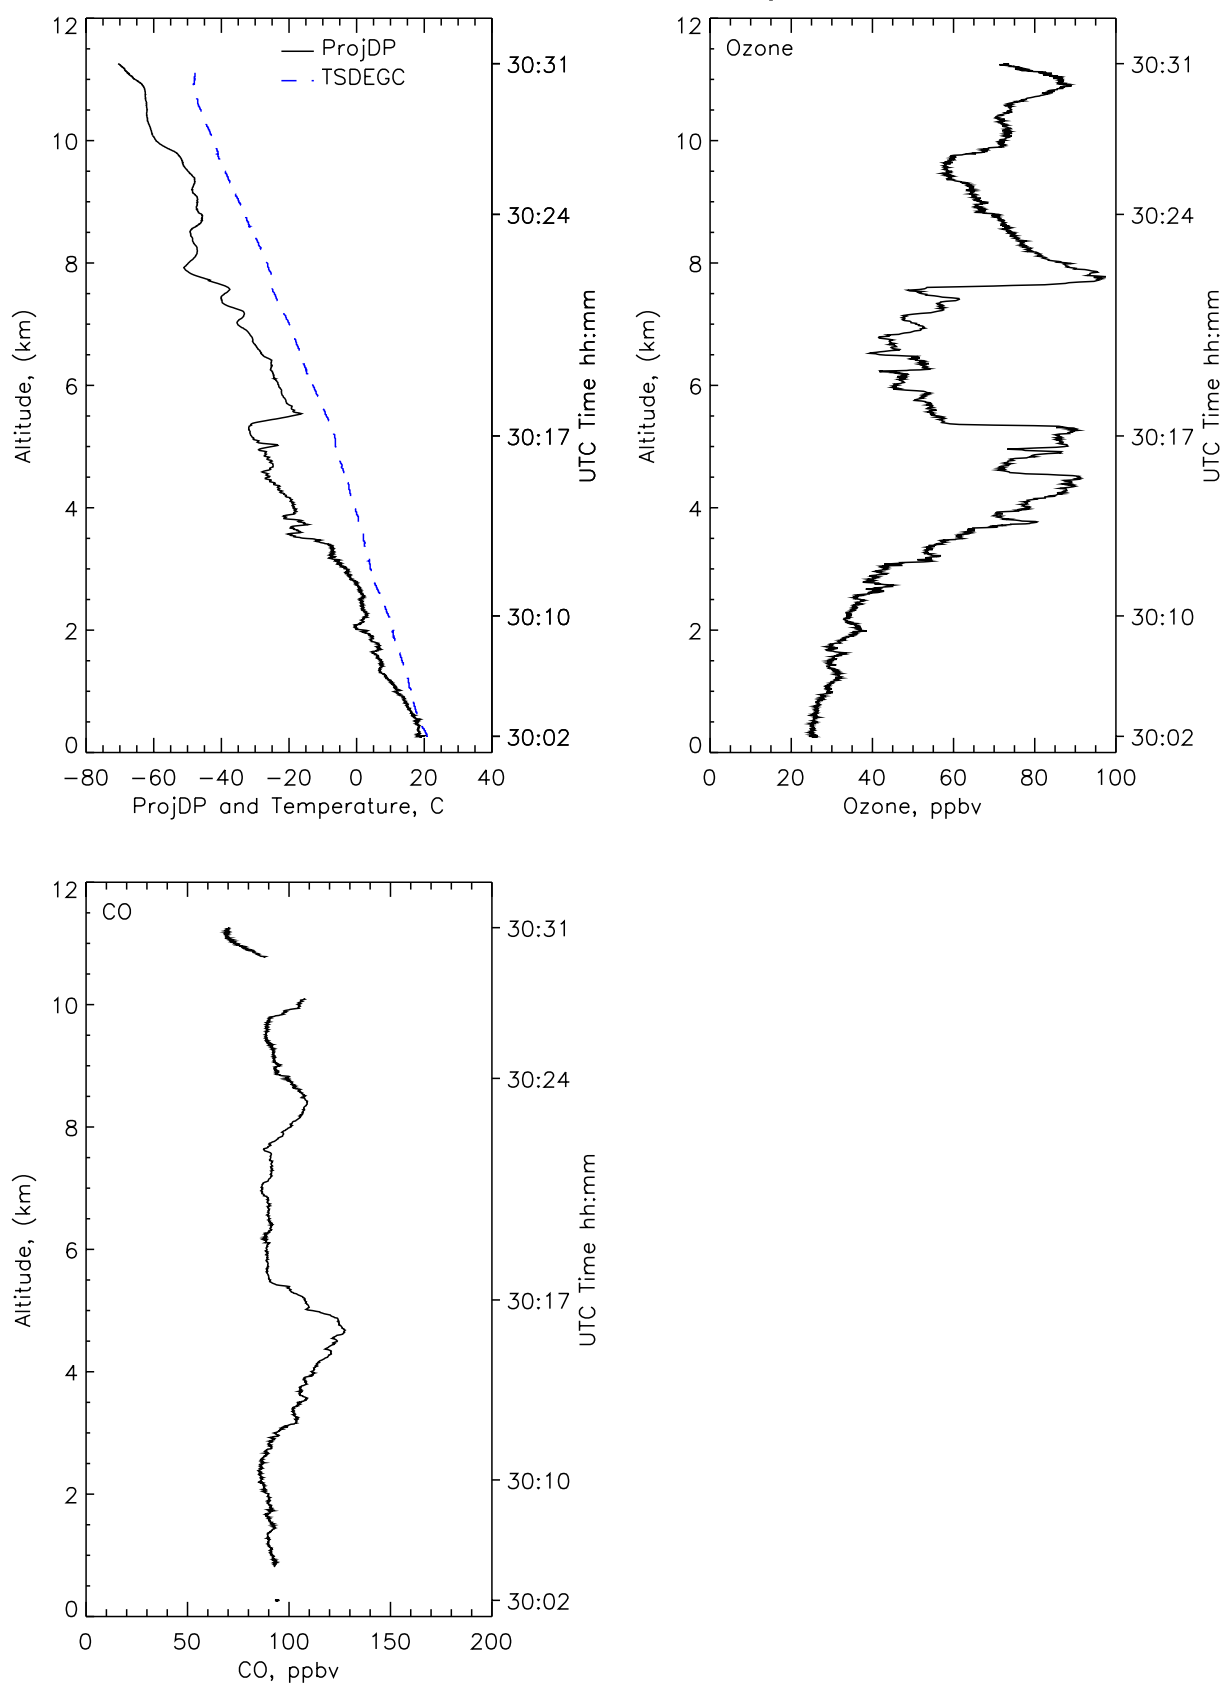 12
10
8
6
4
2
0
Altitude, (km)
ProjDP
TSDEGC
30:31
30:24
30:17
30:10
30:02
UTC Time hh:mm
−80 −60 −40 −20 0 20 40
ProjDP and Temperature, C
12
10
8
6
4
2
0
Altitude, (km)
Ozone
30:31
30:24
30:17
30:10
30:02
UTC Time hh:mm
0 20 40 60 80 100
Ozone, ppbv
12
10
8
6
4
2
0
Altitude, (km)
CO
30:31
30:24
30:17
30:10
30:02
UTC Time hh:mm
0 50 100 150 200
CO, ppbv